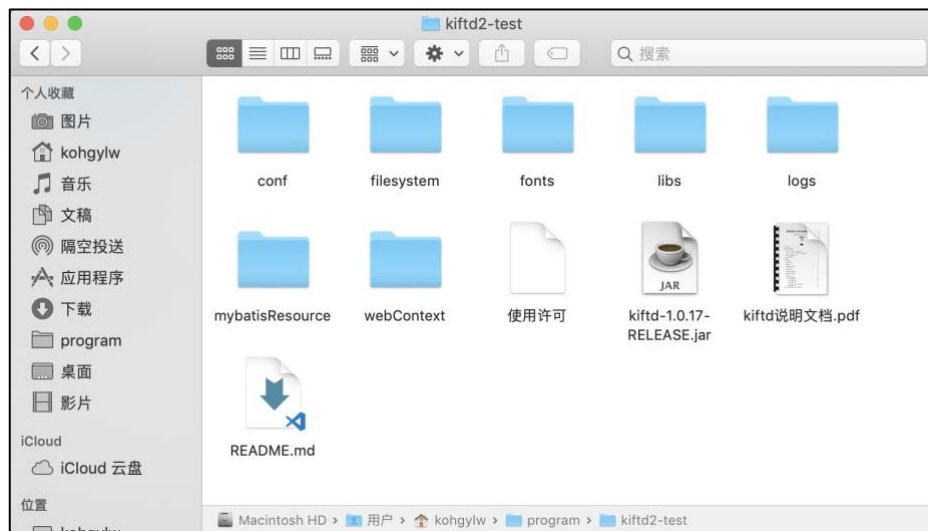 kiftd2-test
搜索
个人收藏
图片
kohgylw
音乐
文稿
隔空投送
应用程序
下载
program
桌面
影片
iCloud
iCloud 云盘
位置
conf
filesystem
fonts
libs
logs
mybatisResource
webContext
使用许可
JAR
kiftd-1.0.17-
RELEASE.jar
kiftd说明文档.pdf
README.md
Macintosh HD › 用户 › kohgylw › program › kiftd2-test